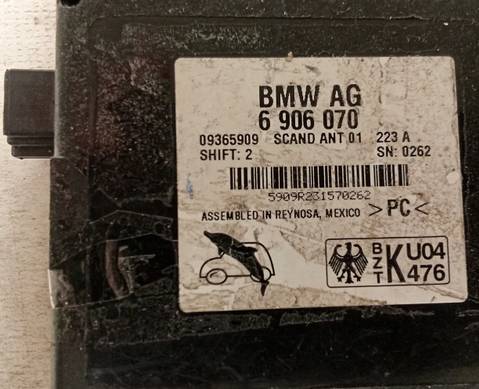 BMW AG
6 906 070
09365909 SCAND ANT 01 223 A
SHIFT: 2 SN: 0262
5909R231570262
ASSEMBLED IN REYNOSA, MEXICO >PC<
BZT K U04 476